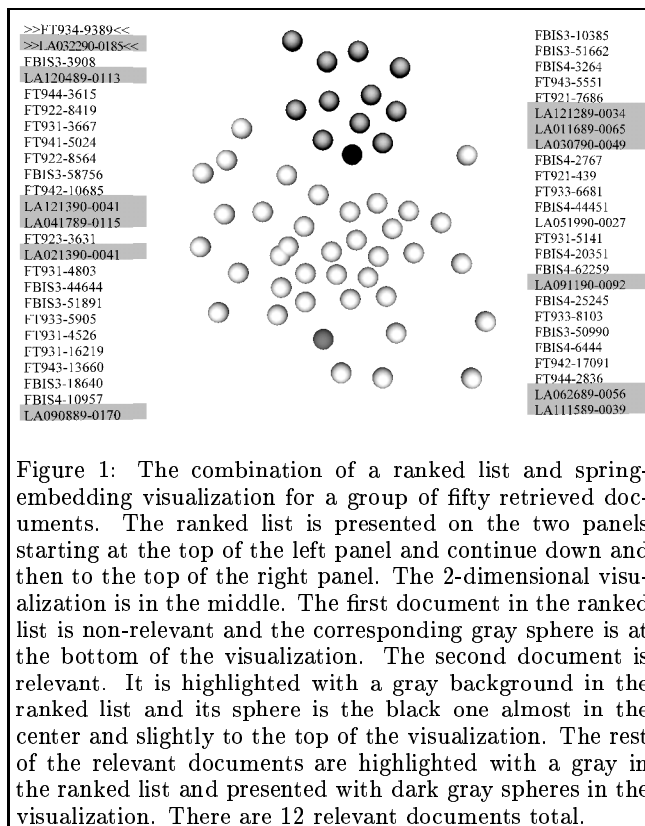 >>FT934-9389<<
>>LA032290-0185<<
FBIS3-3908
LA120489-0113
FT944-3615
FT922-8419
FT931-3667
FT941-5024
FT922-8564
FBIS3-58756
FT942-10685
LA121390-0041
LA041789-0115
FT923-3631
LA021390-0041
FT931-4803
FBIS3-44644
FBIS3-51891
FT933-5905
FT931-4526
FT931-16219
FT943-13660
FBIS3-18640
FBIS4-10957
LA090889-0170
FBIS3-10385
FBIS3-51662
FBIS4-3264
FT943-5551
FT921-7686
LA121289-0034
LA011689-0065
LA030790-0049
FBIS4-2767
FT921-439
FT933-6681
FBIS4-44451
LA051990-0027
FT931-5141
FBIS4-20351
FBIS4-62259
LA091190-0092
FBIS4-25245
FT933-8103
FBIS3-50990
FBIS4-6444
FT942-17091
FT944-2836
LA062689-0056
LA111589-0039
Figure 1: The combination of a ranked list and spring-
embedding visualization for a group of fifty retrieved doc-
uments. The ranked list is presented on the two panels
starting at the top of the left panel and continue down and
then to the top of the right panel. The 2-dimensional visu-
alization is in the middle. The first document in the ranked
list is non-relevant and the corresponding gray sphere is at
the bottom of the visualization. The second document is
relevant. It is highlighted with a gray background in the
ranked list and its sphere is the black one almost in the
center and slightly to the top of the visualization. The rest
of the relevant documents are highlighted with a gray in
the ranked list and presented with dark gray spheres in the
visualization. There are 12 relevant documents total.